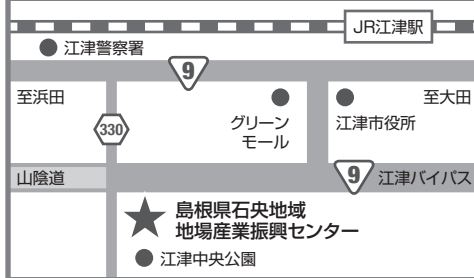 JR江津駅
江津警察署
9
至浜田
至大田
330
グリーン
モール
江津市役所
山陰道
9
江津バイパス
島根県石央地域
地場産業振興センター
江津中央公園